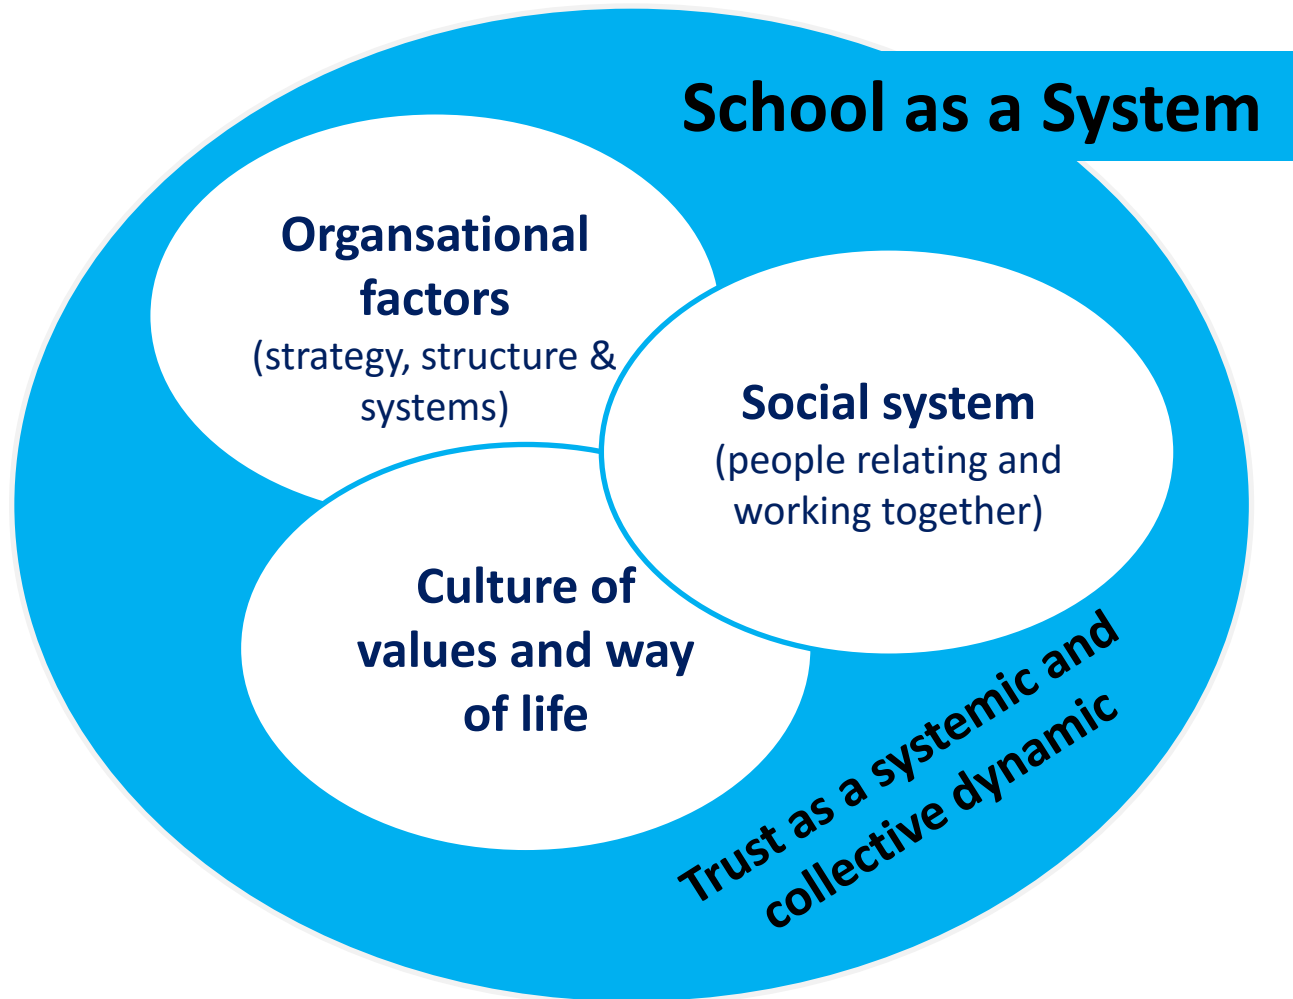 School as a System
Organsational
factors
(strategy, structure &
systems)
Social system
(people relating and
working together)
Culture of
values and way
of life
Trust as a systemic and
collective dynamic